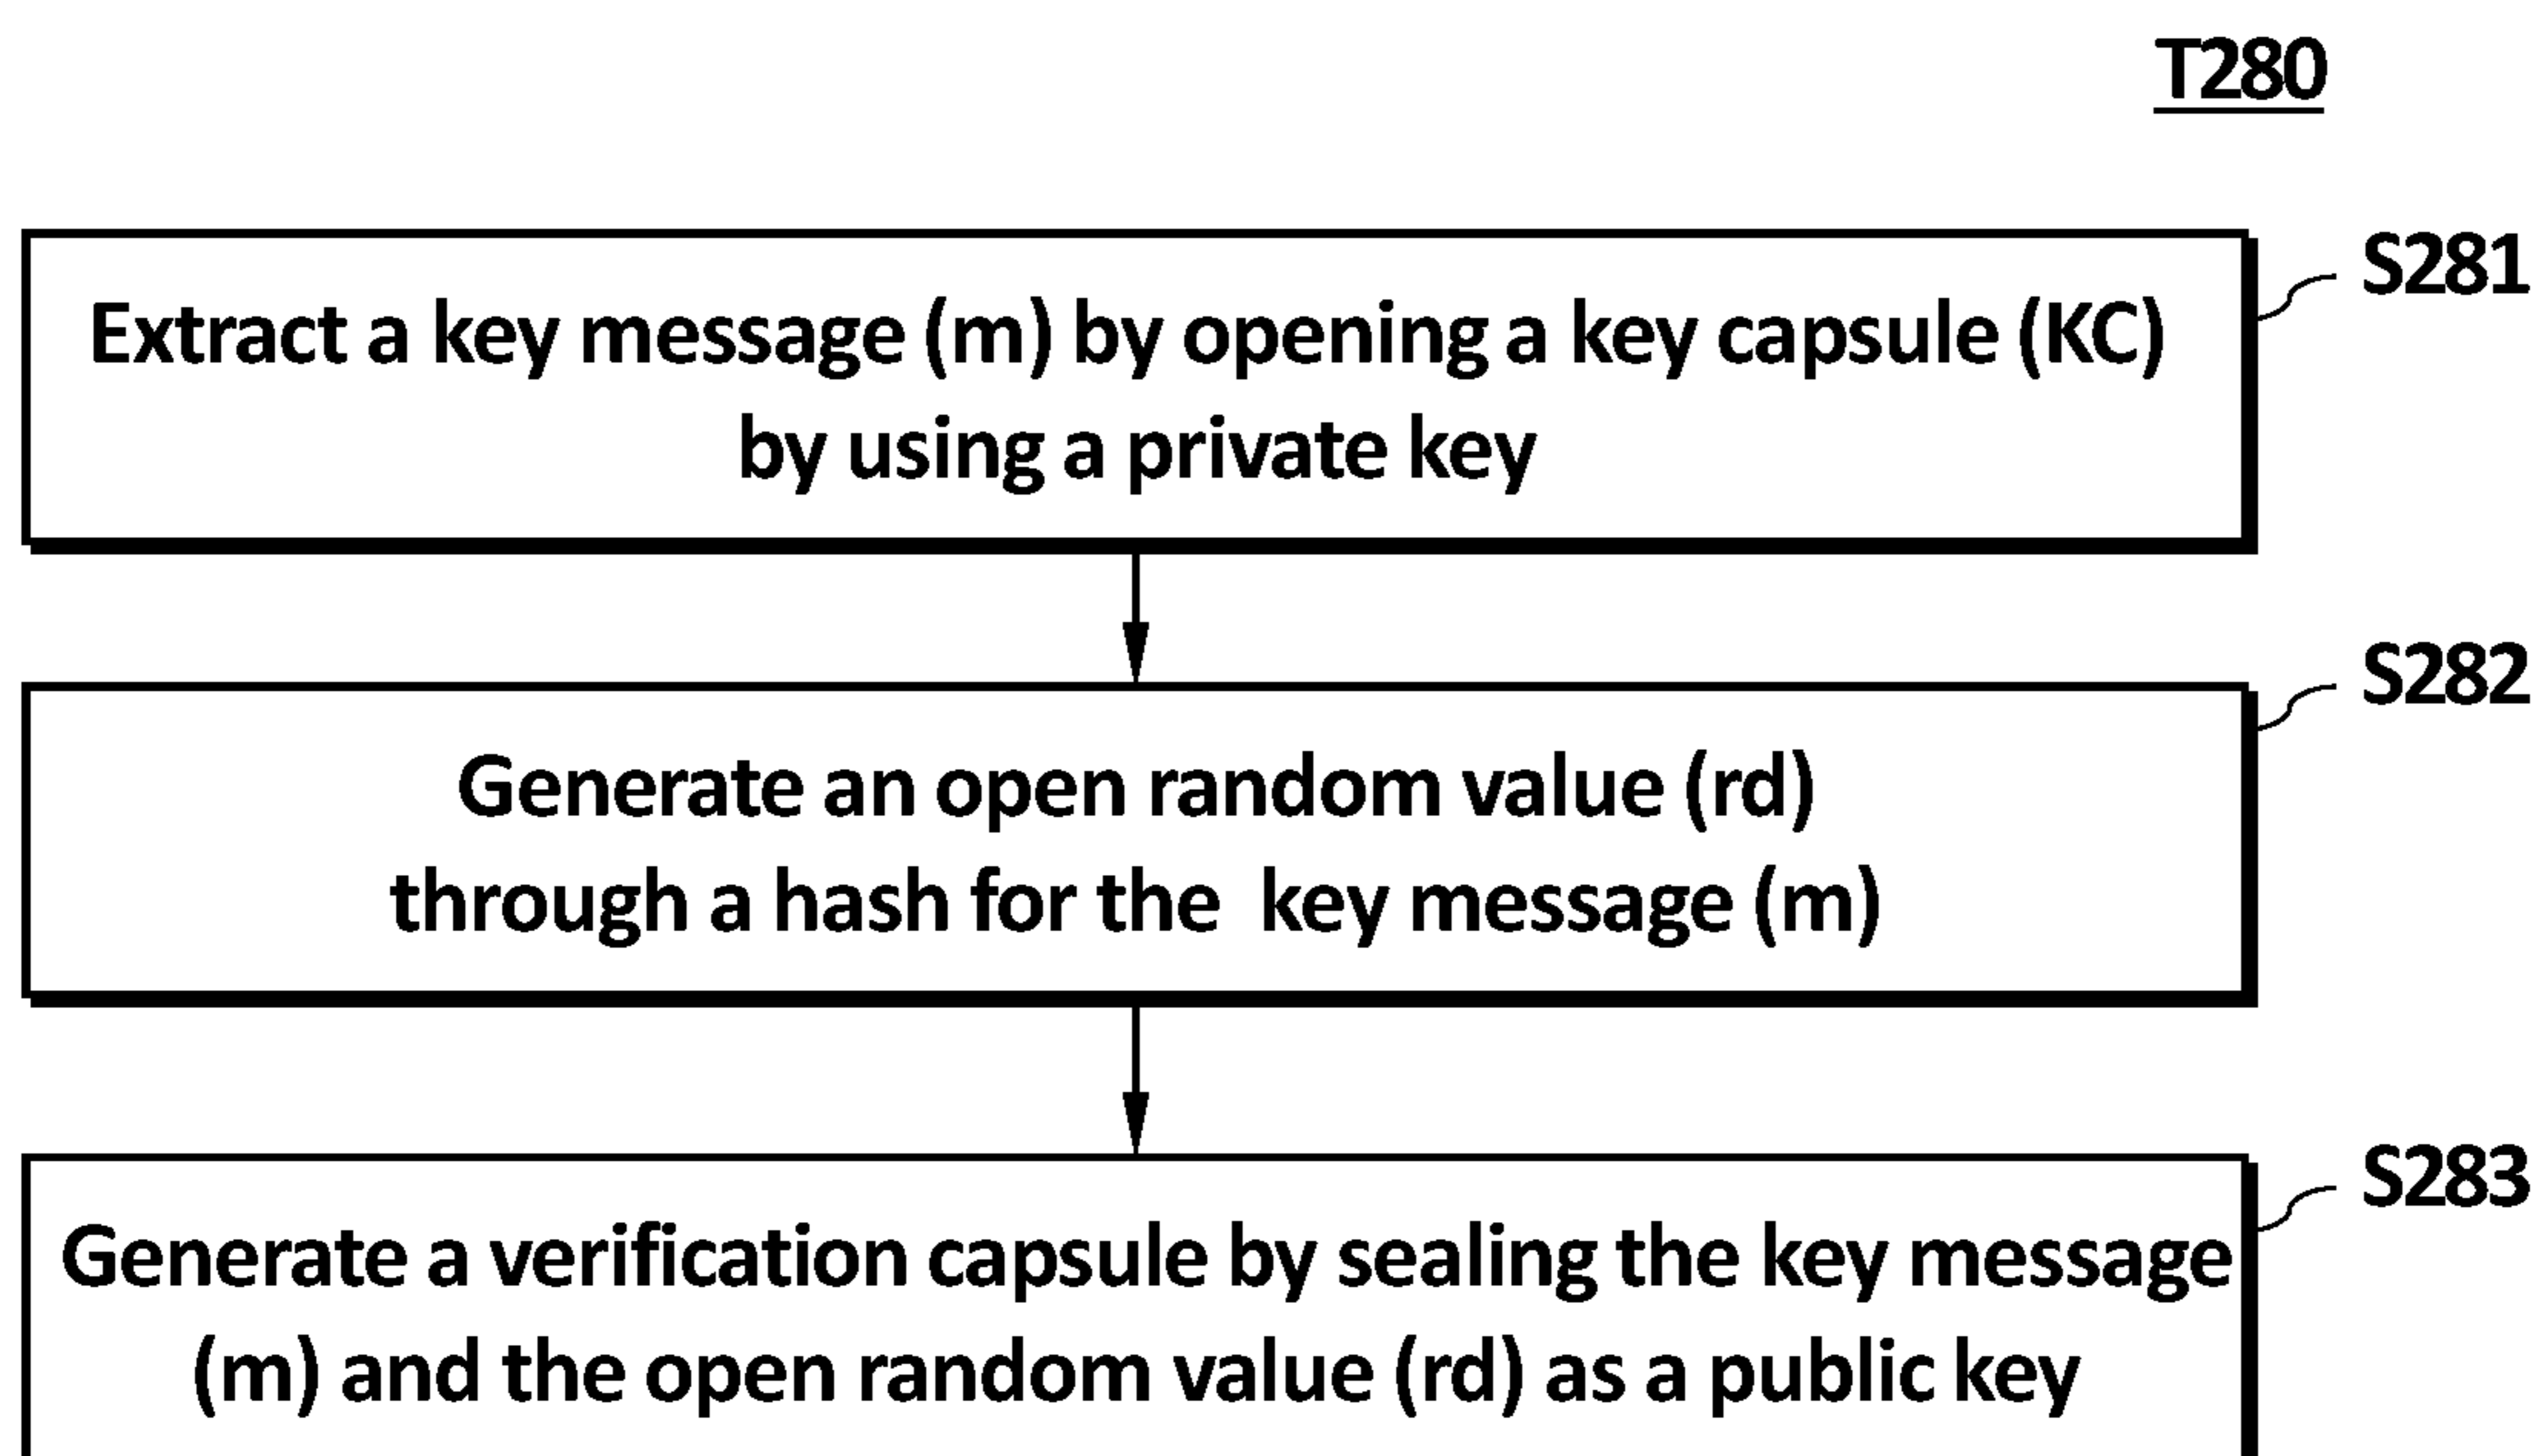 T280
S281
Extract a key message (m) by opening a key capsule (KC)
by using a private key
S282
Generate an open random value (rd)
through a hash for the key message (m)
S283
Generate a verification capsule by sealing the key message
(m) and the open random value (rd) as a public key